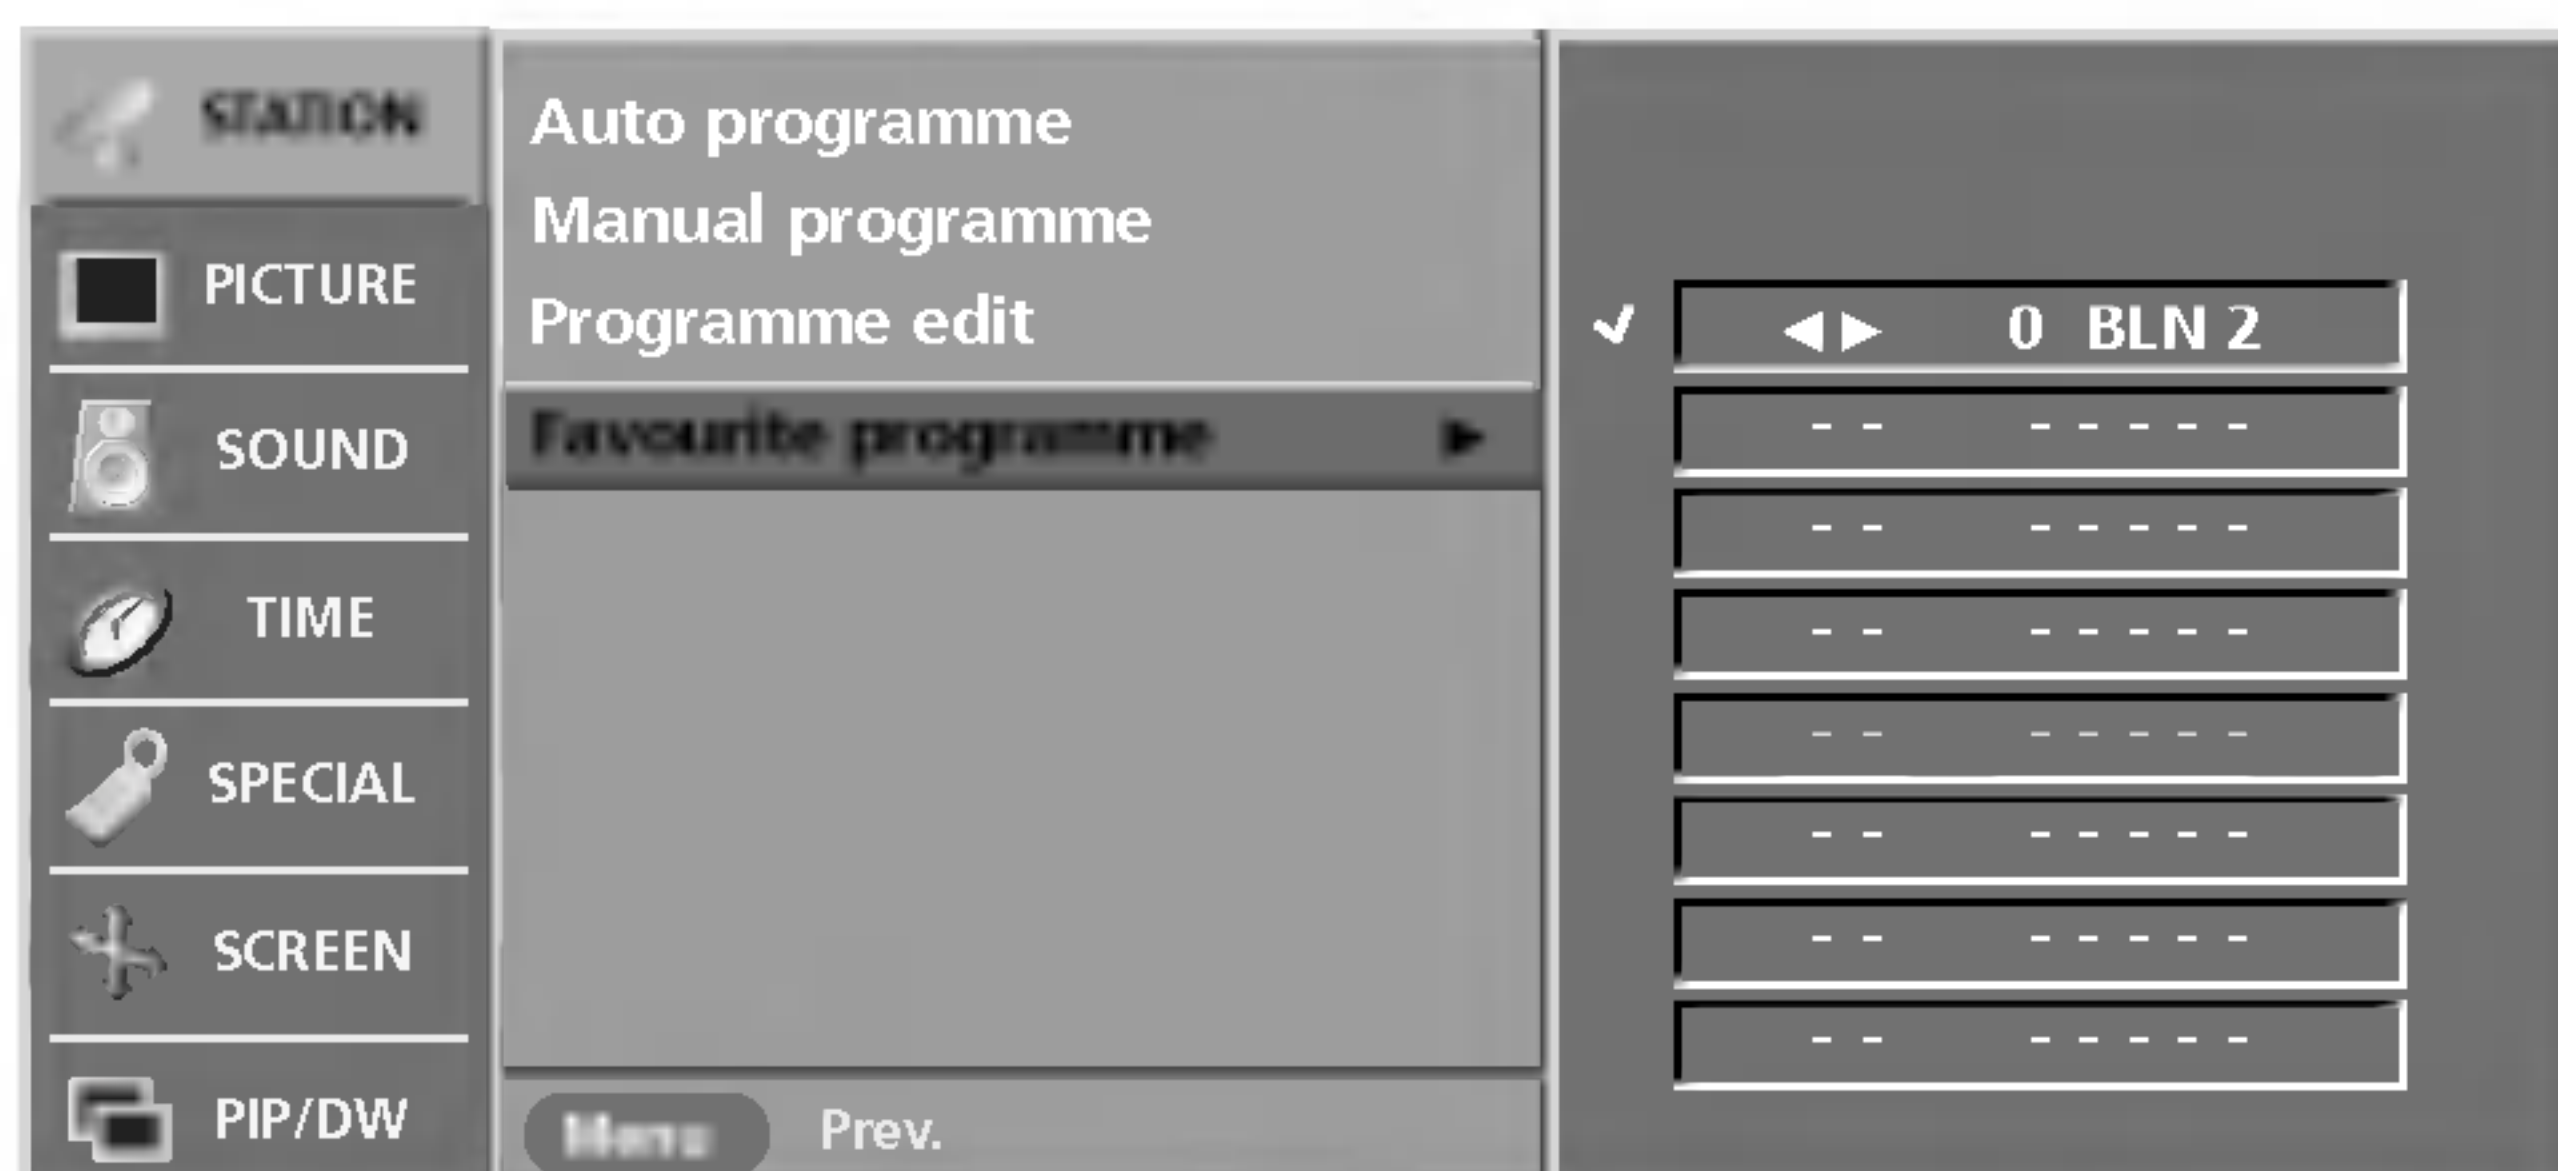 STATION
PICTURE
SOUND
TIME
SPECIAL
SCREEN
PIP/DW
Auto programme
Manual programme
Programme edit
Favourite programme ▶
Menu Prev.
✓ ◀ ▶ 0 BLN 2
- - - - - - -
- - - - - - -
- - - - - - -
- - - - - - -
- - - - - - -
- - - - - - -
- - - - - - -